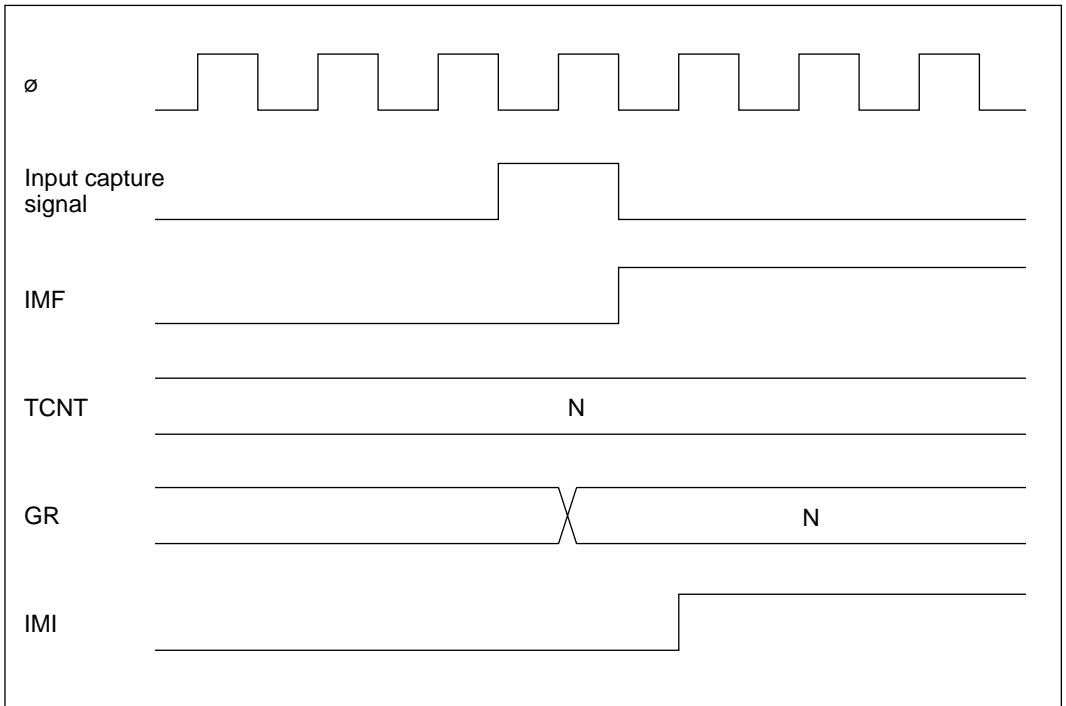 ø
Input capture
signal
IMF
TCNT
N
GR
N
IMI